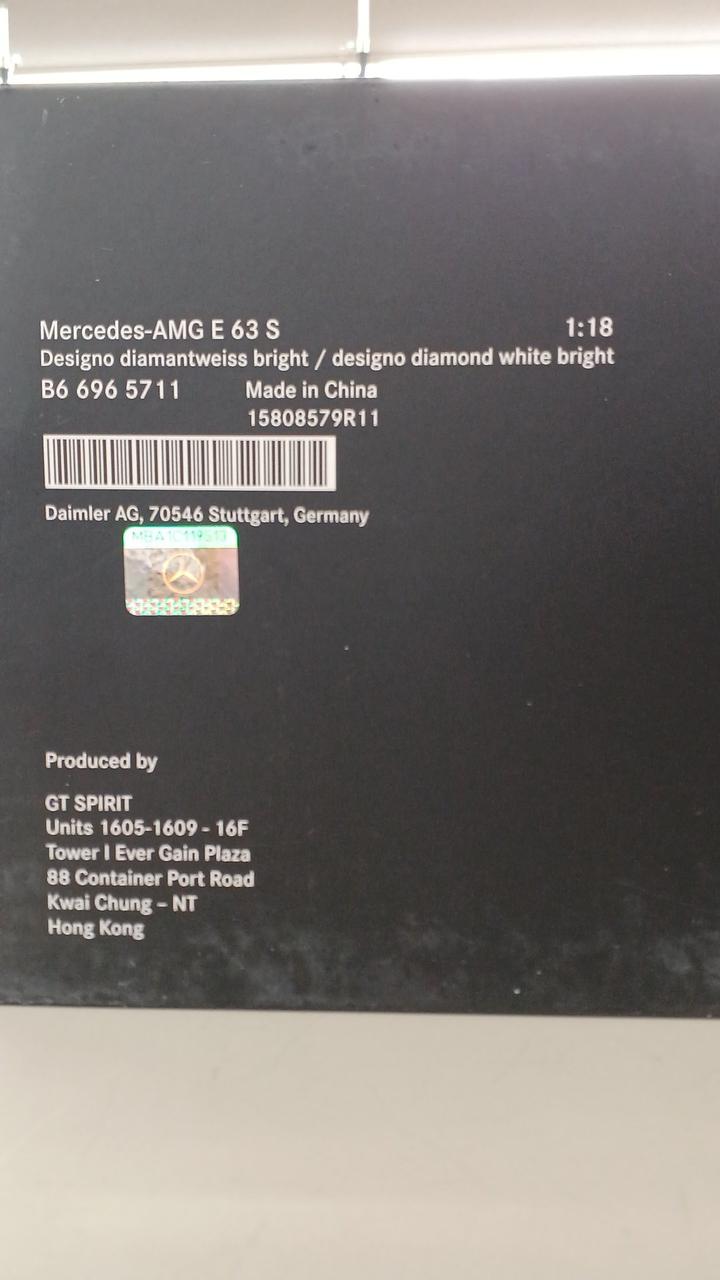 Mercedes-AMG E 63 S 1:18
Designo diamantweiss bright / designo diamond white bright
B6 696 5711 Made in China
15808579R11
Daimler AG, 70546 Stuttgart, Germany
Produced by
GT SPIRIT
Units 1605-1609 - 16F
Tower I Ever Gain Plaza
88 Container Port Road
Kwai Chung – NT
Hong Kong